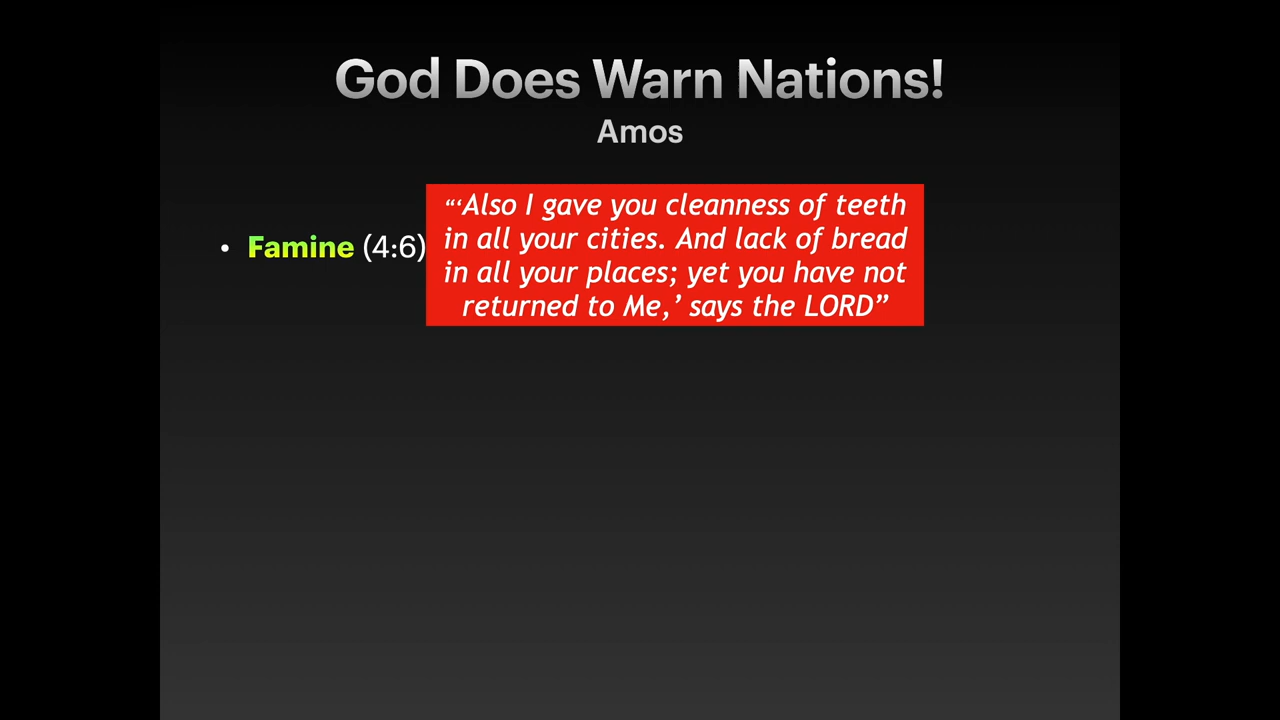 God Does Warn Nations!
Amos
• Famine (4:6)
“‘Also I gave you cleanness of teeth
in all your cities. And lack of bread
in all your places; yet you have not
returned to Me,’ says the LORD”